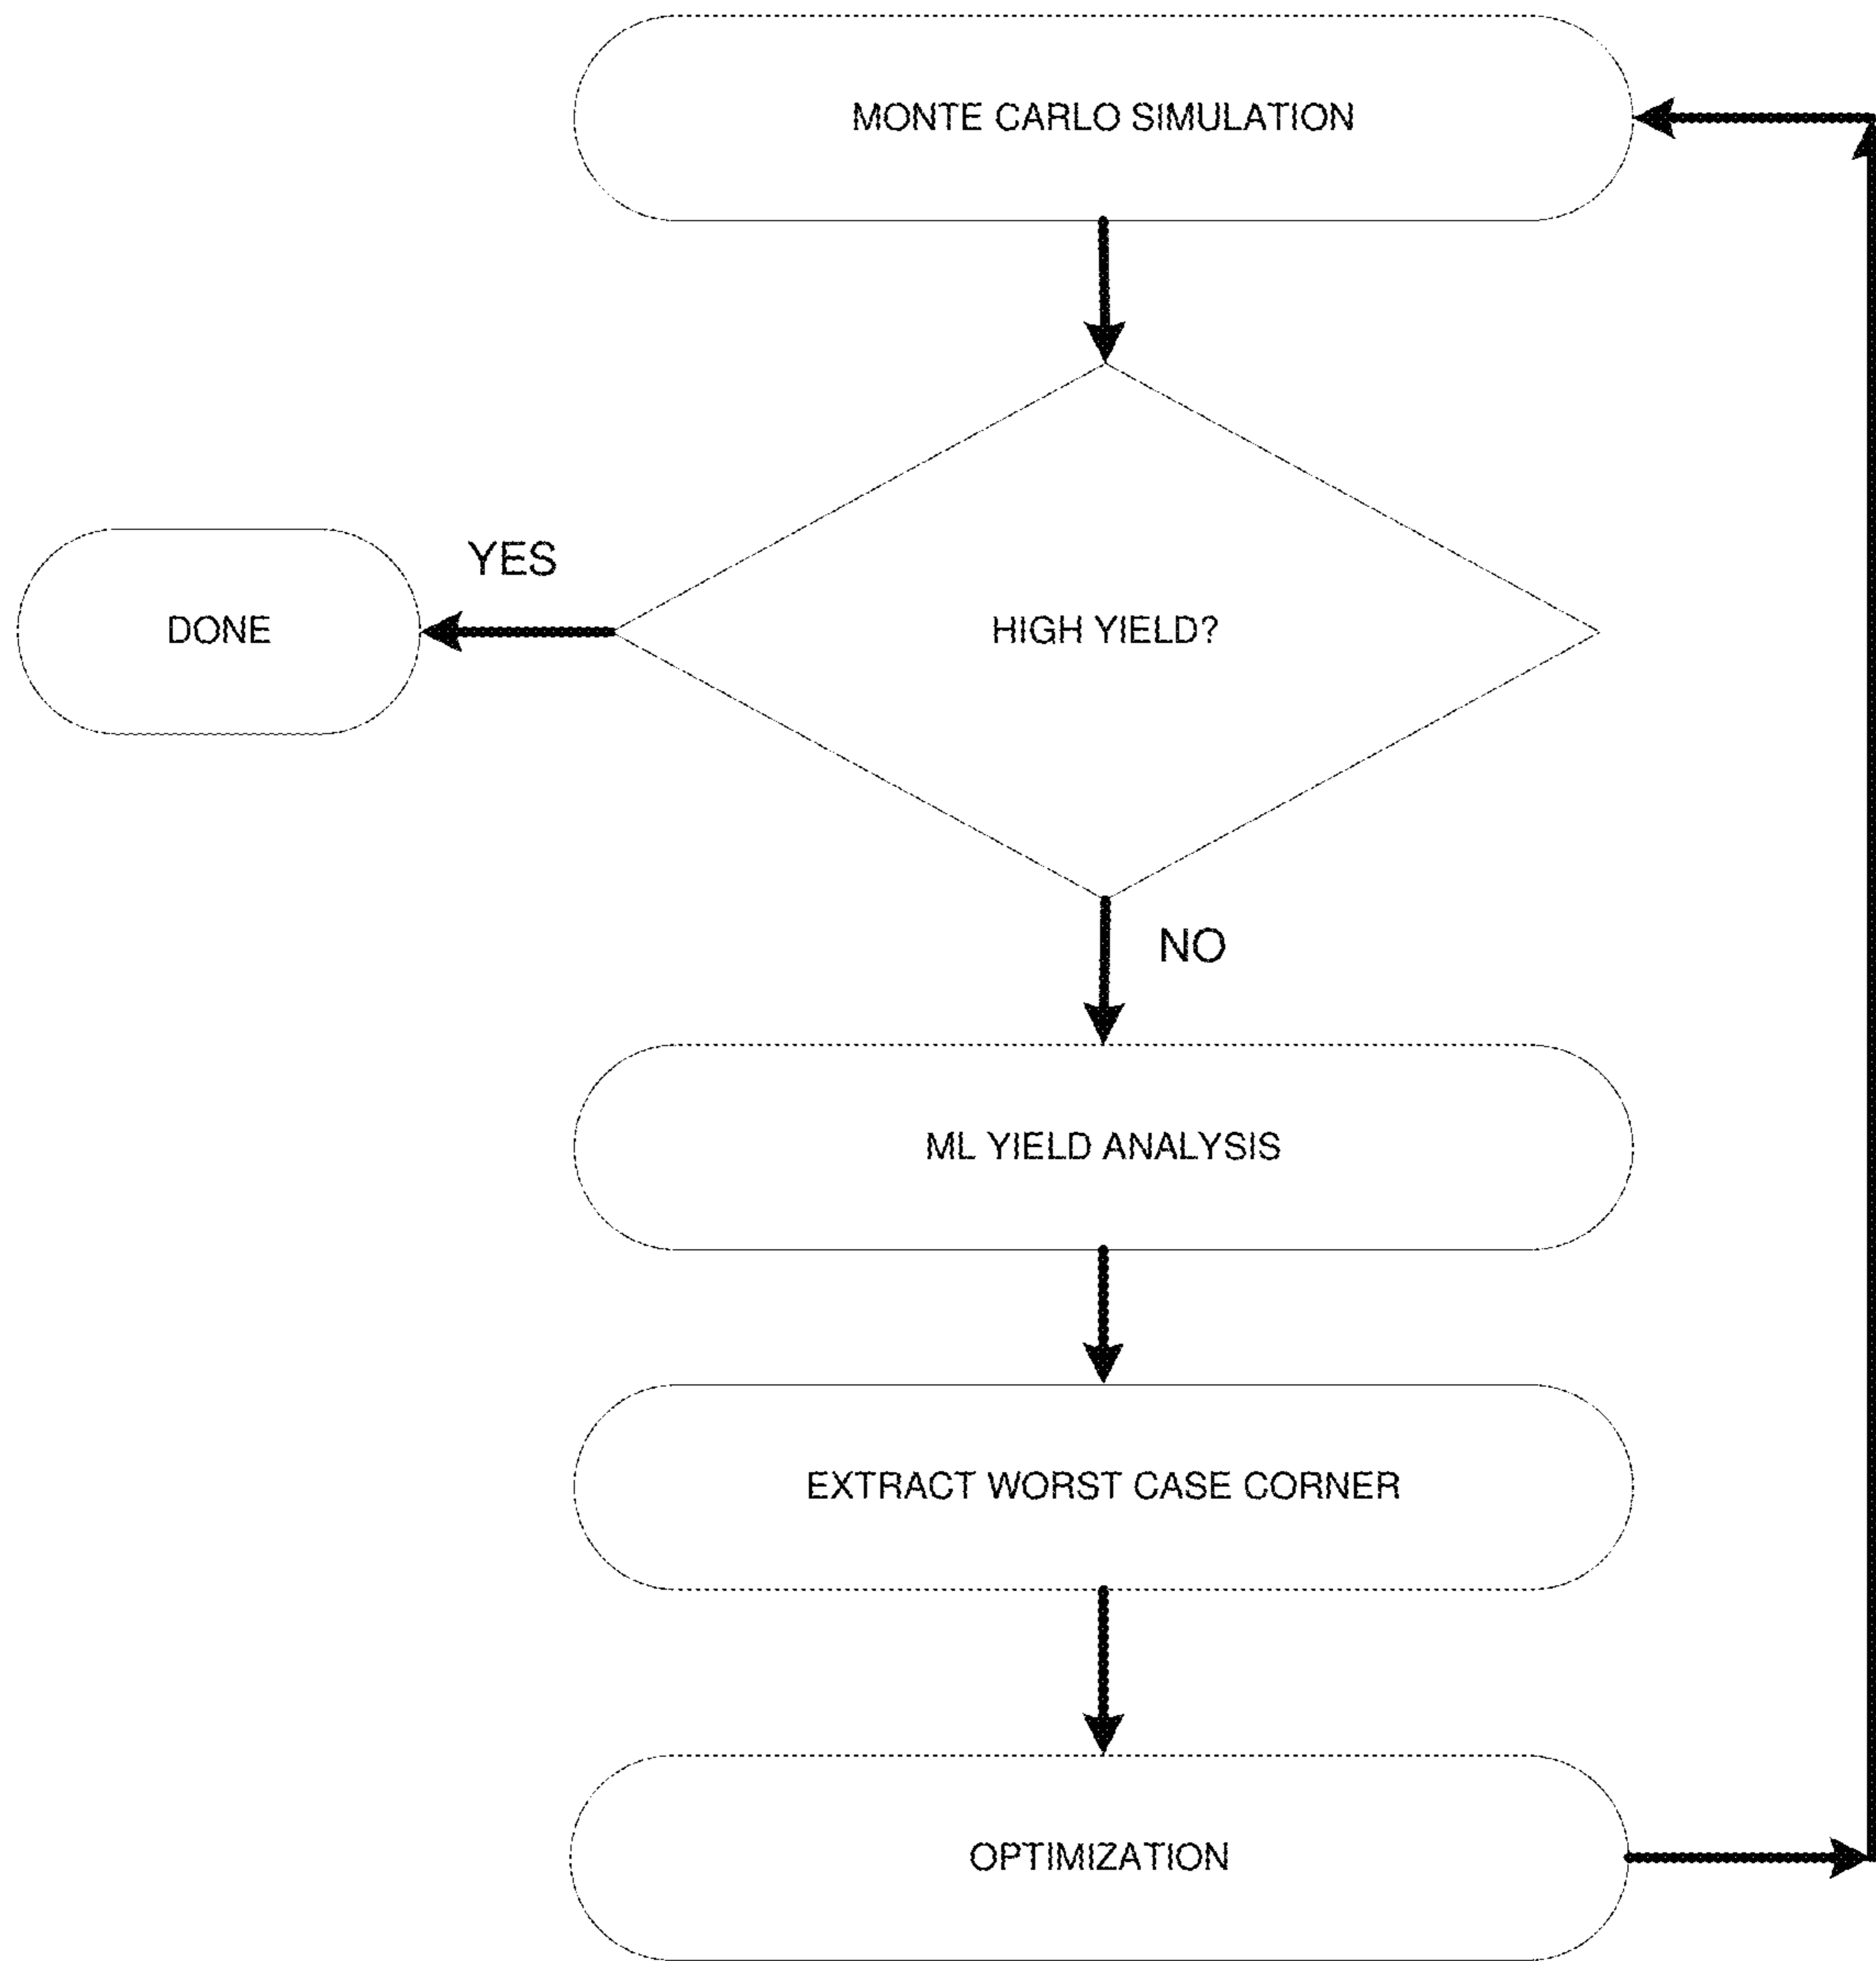 MONTE CARLO SIMULATION
YES
DONE
HIGH YIELD?
NO
ML YIELD ANALYSIS
EXTRACT WORST CASE CORNER
OPTIMIZATION